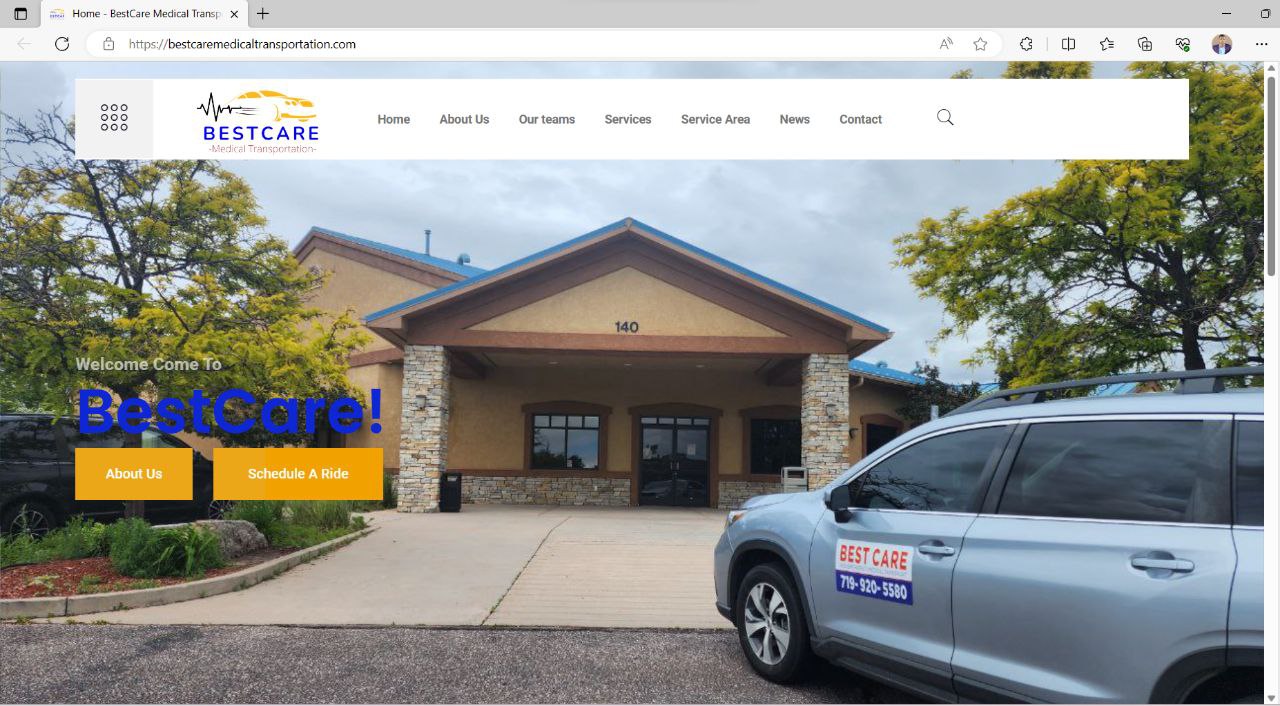 Home - BestCare Medical Transp
https://bestcaremedicaltransportation.com
BESTCARE
-Medical Transportation-
Home About Us Our teams Services Service Area News Contact
140
Welcome Come To
BestCare!
About Us Schedule A Ride
BEST CARE
719-920-5580